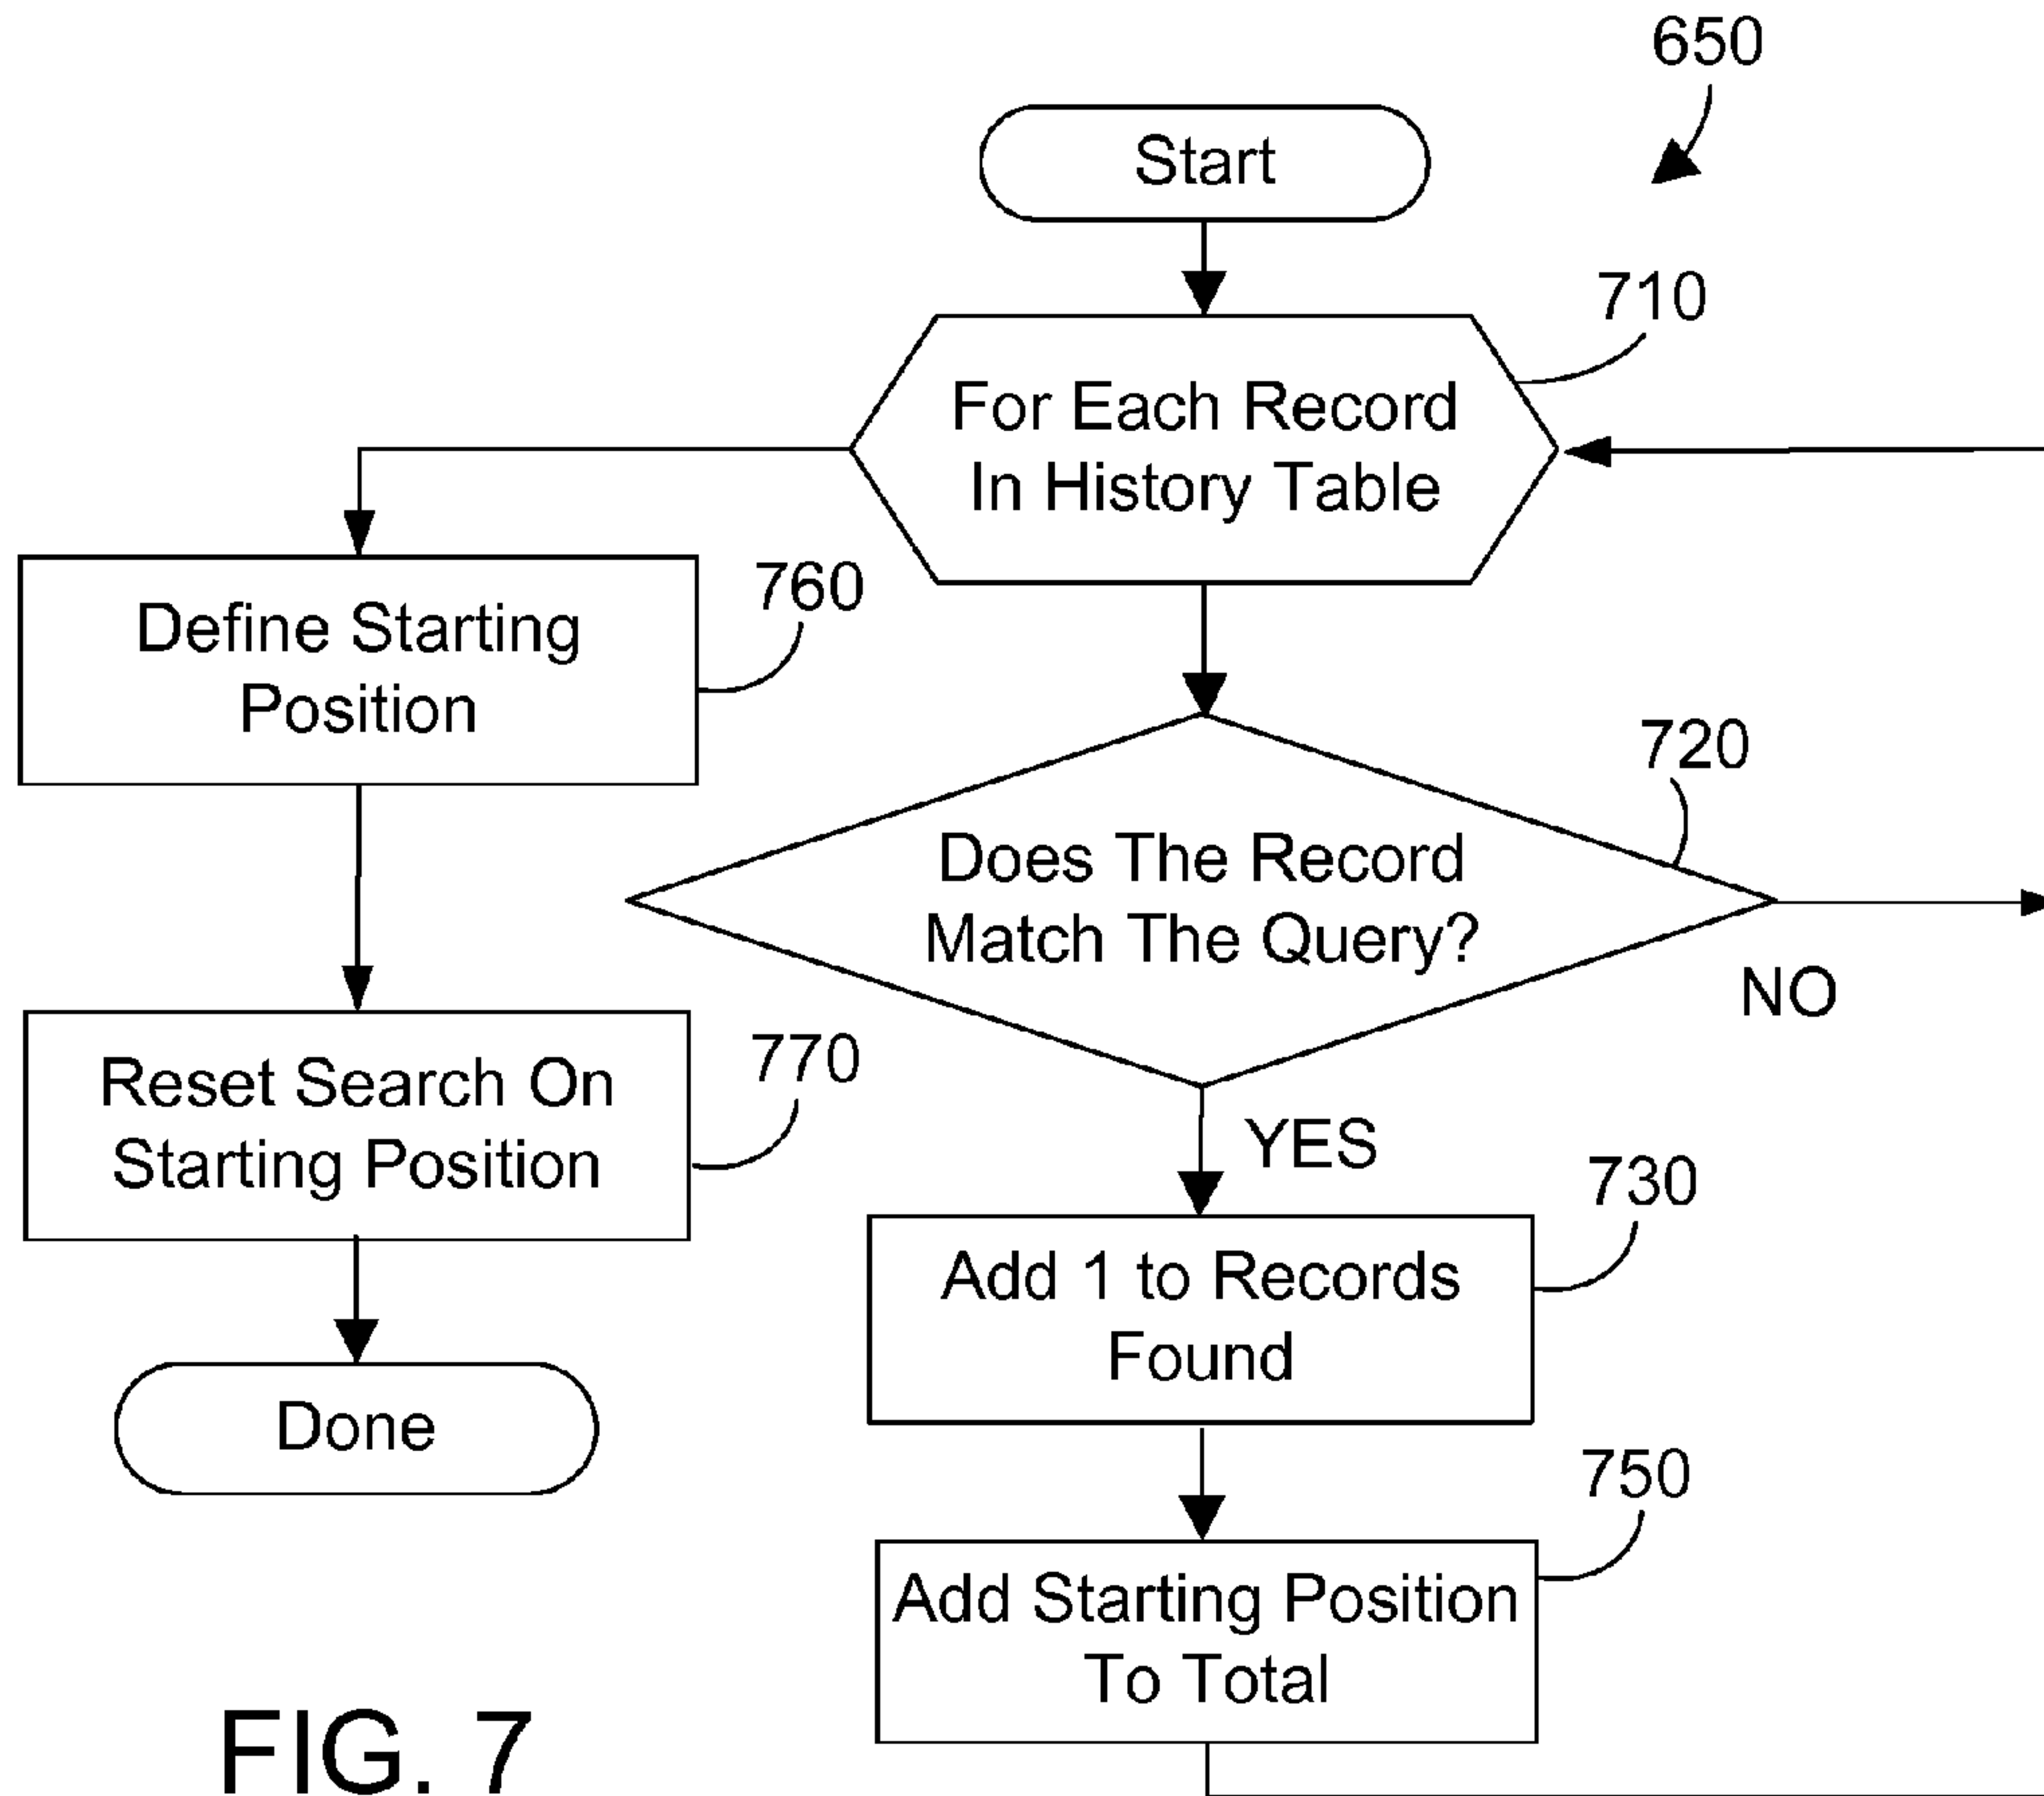 650
Start
710
For Each Record
In History Table
760
Define Starting
Position
720
Does The Record
Match The Query?
NO
770
Reset Search On
Starting Position
YES
730
Add 1 to Records
Found
Done
750
Add Starting Position
To Total
FIG. 7